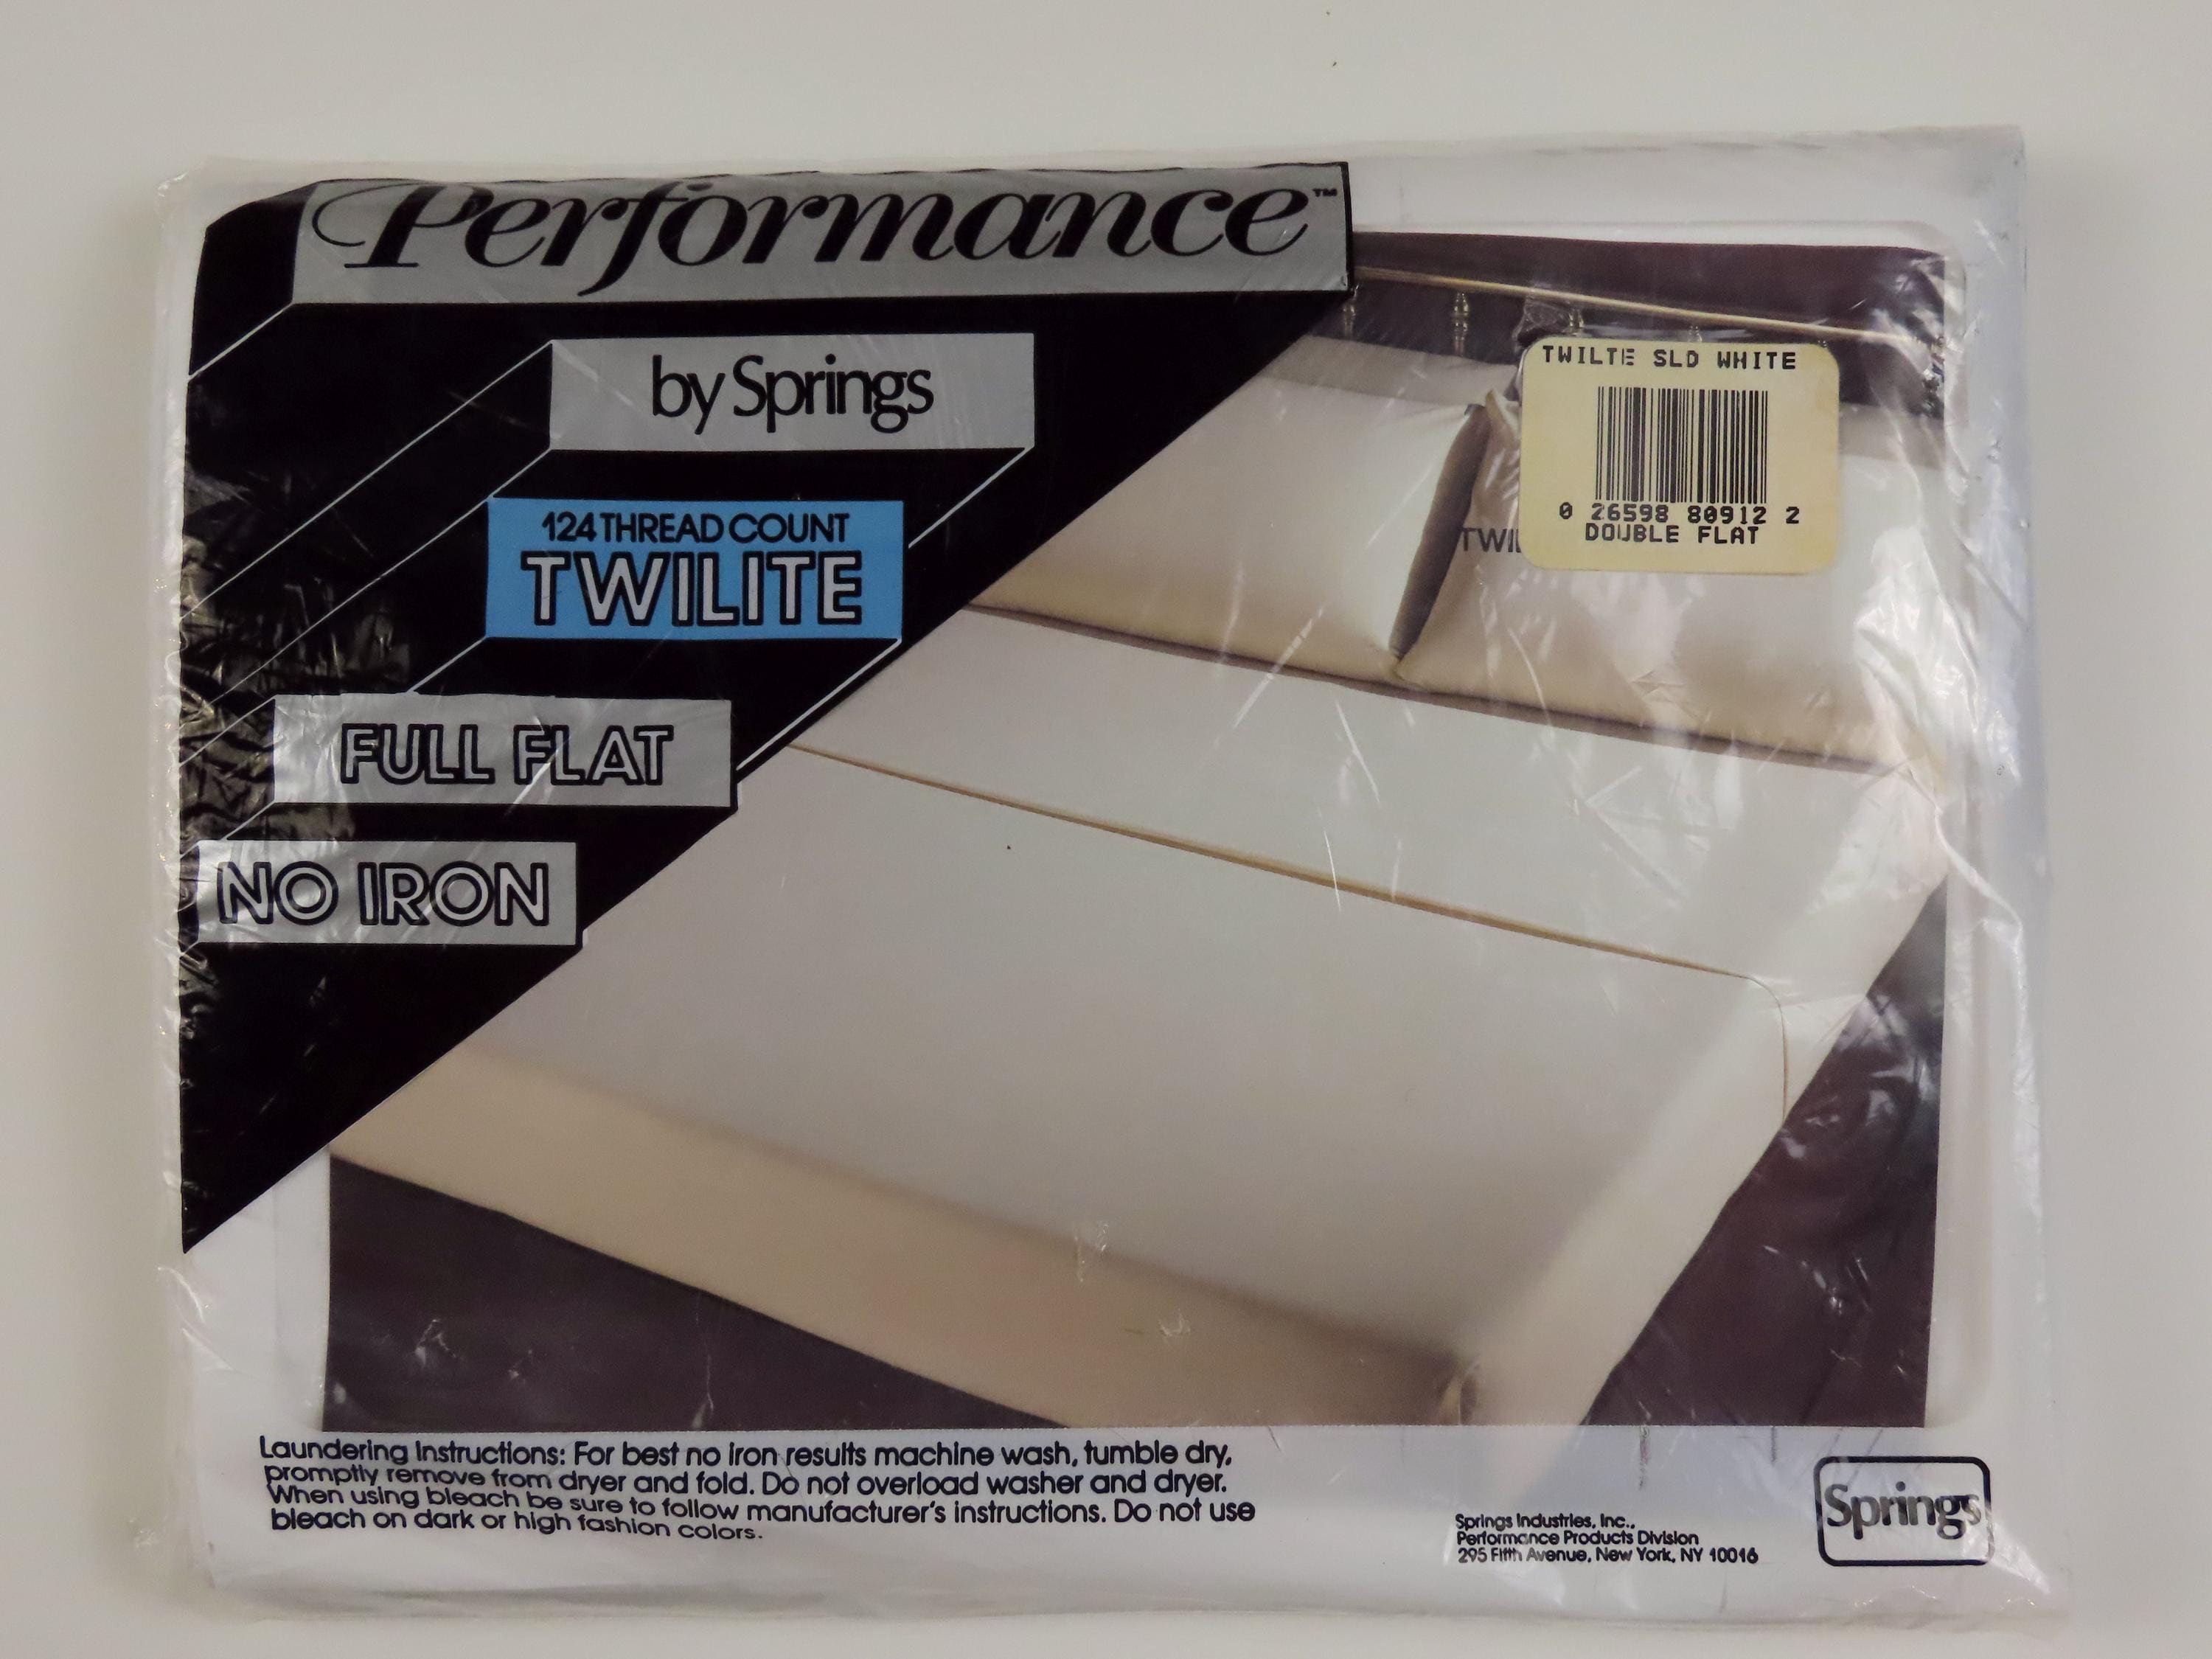 Performance™
by Springs
124 THREAD COUNT
TWILITE
FULL FLAT
NO IRON
TWILTE SLD WHITE
0 26598 80912 2
DOUBLE FLAT
TWIL
Laundering Instructions: For best no iron results machine wash, tumble dry,
promptly remove from dryer and fold. Do not overload washer and dryer.
When using bleach be sure to follow manufacturer's instructions. Do not use
bleach on dark or high fashion colors.
Springs Industries, Inc.,
Performance Products Division
295 Fifth Avenue, New York, NY 10016
Springs